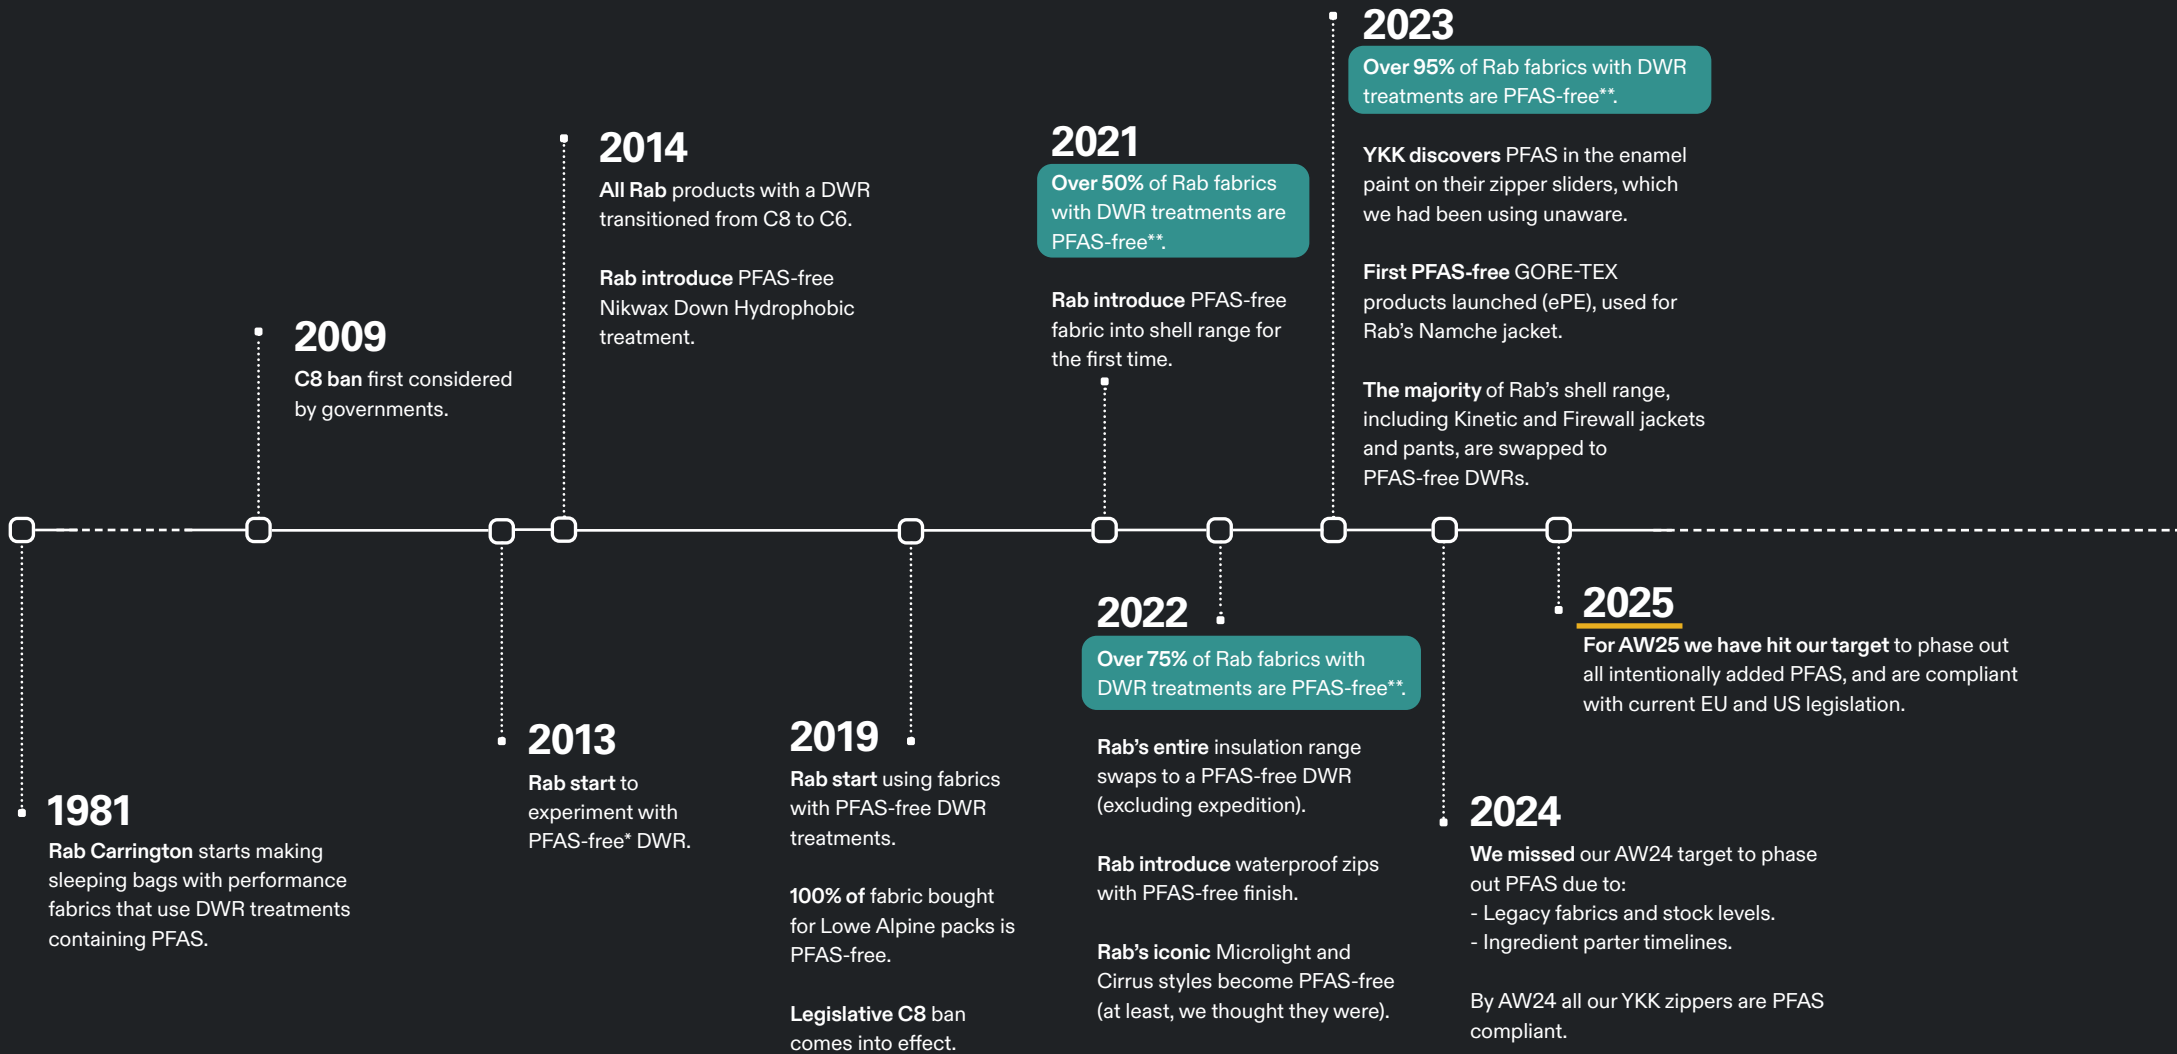 1981
Rab Carrington starts making
sleeping bags with performance
fabrics that use DWR treatments
containing PFAS.
2009
C8 ban first considered
by governments.
2013
Rab start to
experiment with
PFAS-free* DWR.
2014
All Rab products with a DWR
transitioned from C8 to C6.
Rab introduce PFAS-free
Nikwax Down Hydrophobic
treatment.
2019
Rab start using fabrics
with PFAS-free DWR
treatments.
100% of fabric bought
for Lowe Alpine packs is
PFAS-free.
Legislative C8 ban
comes into effect.
2021
Over 50% of Rab fabrics
with DWR treatments are
PFAS-free**.
Rab introduce PFAS-free
fabric into shell range for
the first time.
2022
Over 75% of Rab fabrics with
DWR treatments are PFAS-free**.
Rab's entire insulation range
swaps to a PFAS-free DWR
(excluding expedition).
Rab introduce waterproof zips
with PFAS-free finish.
Rab's iconic Microlight and
Cirrus styles become PFAS-free
(at least, we thought they were).
2023
Over 95% of Rab fabrics with DWR
treatments are PFAS-free**.
YKK discovers PFAS in the enamel
paint on their zipper sliders, which
we had been using unaware.
First PFAS-free GORE-TEX
products launched (ePE), used for
Rab's Namche jacket.
The majority of Rab's shell range,
including Kinetic and Firewall jackets
and pants, are swapped to
PFAS-free DWRs.
2024
We missed our AW24 target to phase
out PFAS due to:
- Legacy fabrics and stock levels.
- Ingredient parter timelines.
By AW24 all our YKK zippers are PFAS
compliant.
2025
For AW25 we have hit our target to phase out
all intentionally added PFAS, and are compliant
with current EU and US legislation.